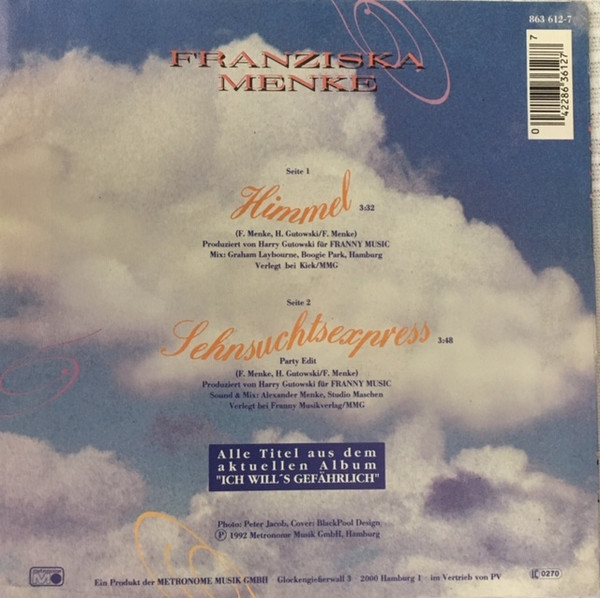 863 612-7
FRANZISKA
MENKE
7
0 42286 36127
Seite 1
Himmel 3:32
(F. Menke, H. Gutowski/F. Menke)
Produziert von Harry Gutowski für FRANNY MUSIC
Mix: Graham Laybourne, Boogie Park, Hamburg
Verlegt bei Kick/MMG
Seite 2
Sehnsuchtsexpress 3:48
Party Edit
(F. Menke, H. Gutowski/F. Menke)
Produziert von Harry Gutowski für FRANNY MUSIC
Sound & Mix: Alexander Menke, Studio Maschen
Verlegt bei Franny Musikverlag/MMG
Alle Titel aus dem
aktuellen Album
"ICH WILL´S GEFÄHRLICH"
Photo: Peter Jacob, Cover: BlackPool Design
Ⓟ 1992 Metronome Musik GmbH, Hamburg
metronome
Ein Produkt der METRONOME MUSIK GMBH · Glockengießerwall 3 · 2000 Hamburg 1 · im Vertrieb von PV
LC 0270